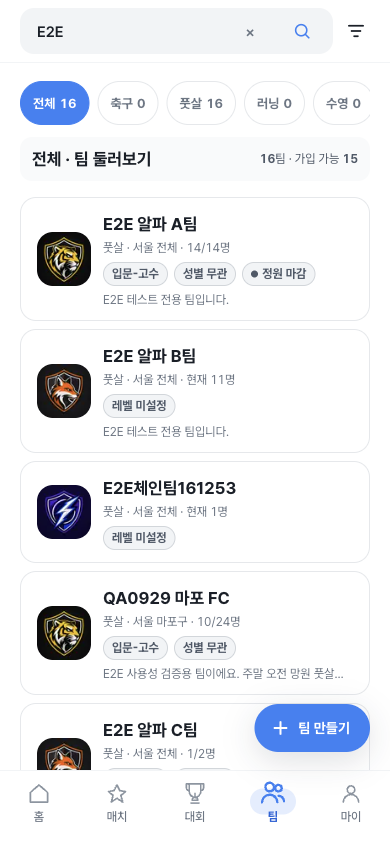 E2E ×
전체 16 축구 0 풋살 16 러닝 0 수영 0
전체 · 팀 둘러보기 16팀 · 가입 가능 15
E2E 알파 A팀
풋살 · 서울 전체 · 14/14명
입문-고수 성별 무관 ● 정원 마감
E2E 테스트 전용 팀입니다.
E2E 알파 B팀
풋살 · 서울 전체 · 현재 11명
레벨 미설정
E2E 테스트 전용 팀입니다.
E2E체인팀161253
풋살 · 서울 전체 · 현재 1명
레벨 미설정
QA0929 마포 FC
풋살 · 서울 마포구 · 10/24명
입문-고수 성별 무관
E2E 사용성 검증용 팀이에요. 주말 오전 망원 풋살...
E2E 알파 C팀
풋살 · 서울 전체 · 1/2명
+ 팀 만들기
홈 매치 대회 팀 마이